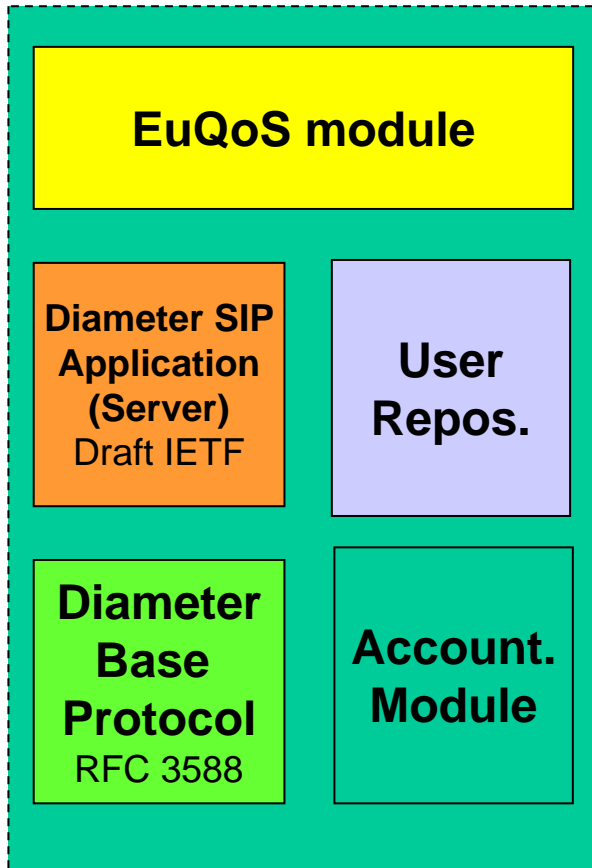 EuQoS module
Diameter SIP
Application
(Server)
Draft IETF
User
Repos.
Diameter
Base
Protocol
RFC 3588
Account.
Module